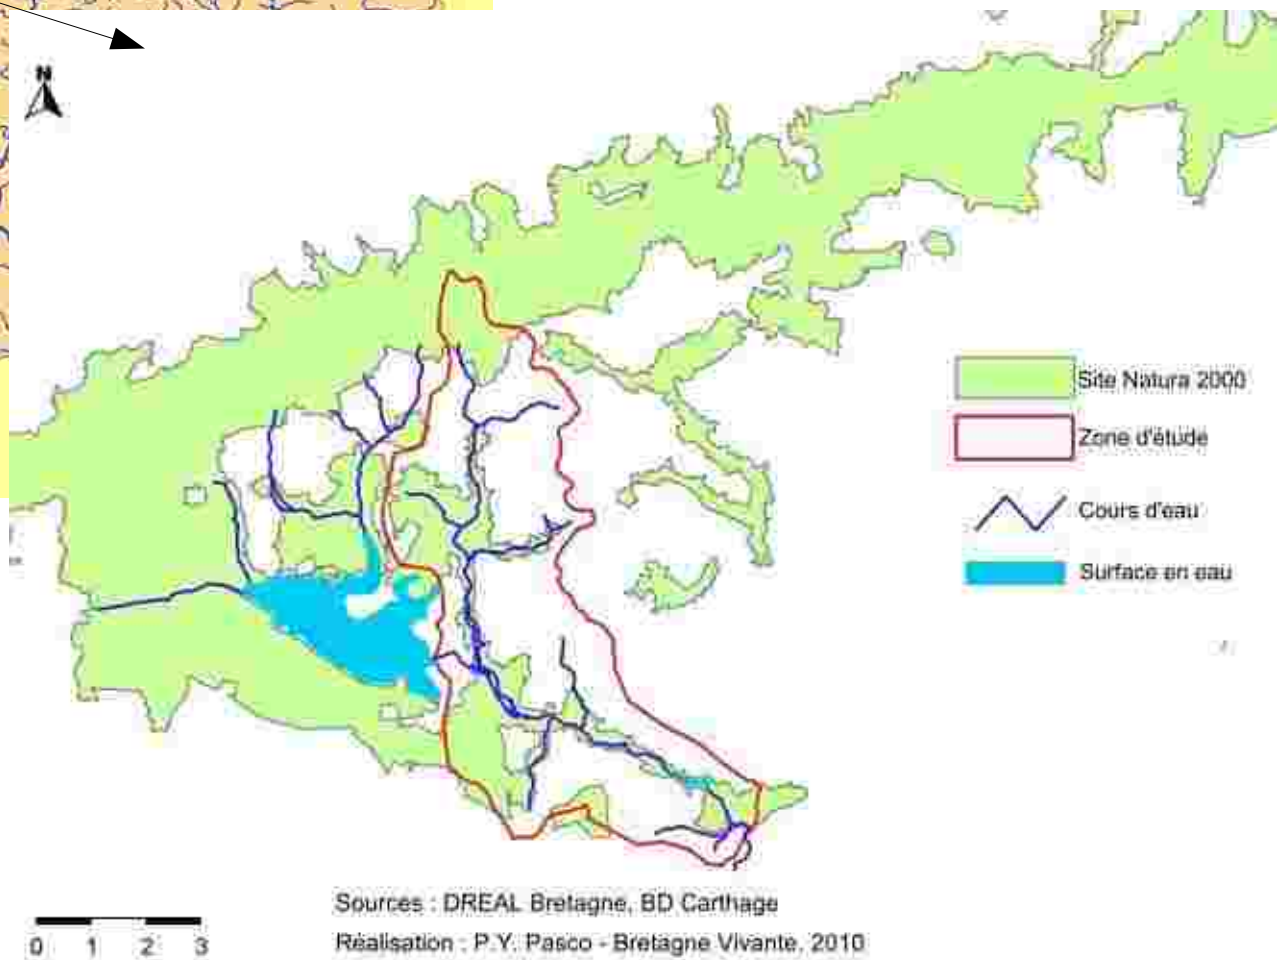 N
Site Natura 2000
Zone d'étude
Cours d'eau
Surface en eau
0 1 2 3
Sources : DREAL Bretagne, BD Carthage
Réalisation : P.Y. Pasco - Bretagne Vivante, 2010